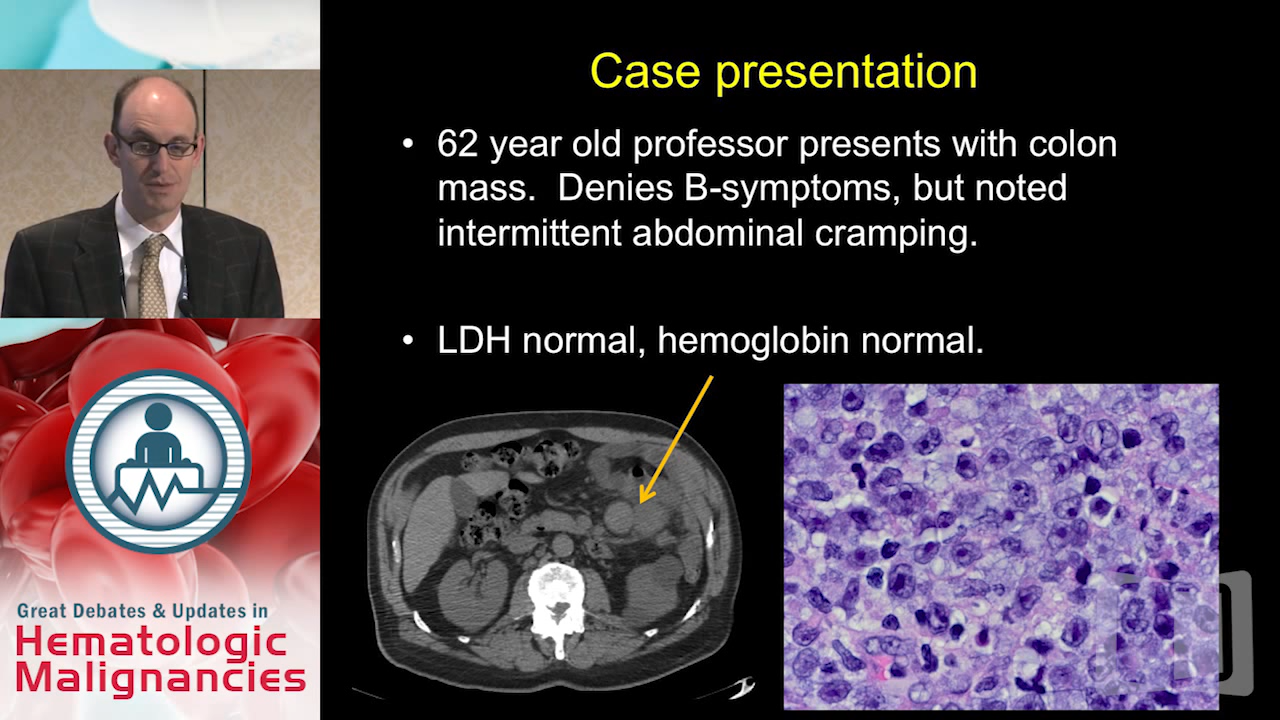 Case presentation
• 62 year old professor presents with colon
mass. Denies B-symptoms, but noted
intermittent abdominal cramping.
• LDH normal, hemoglobin normal.
Great Debates & Updates in
Hematologic
Malignancies